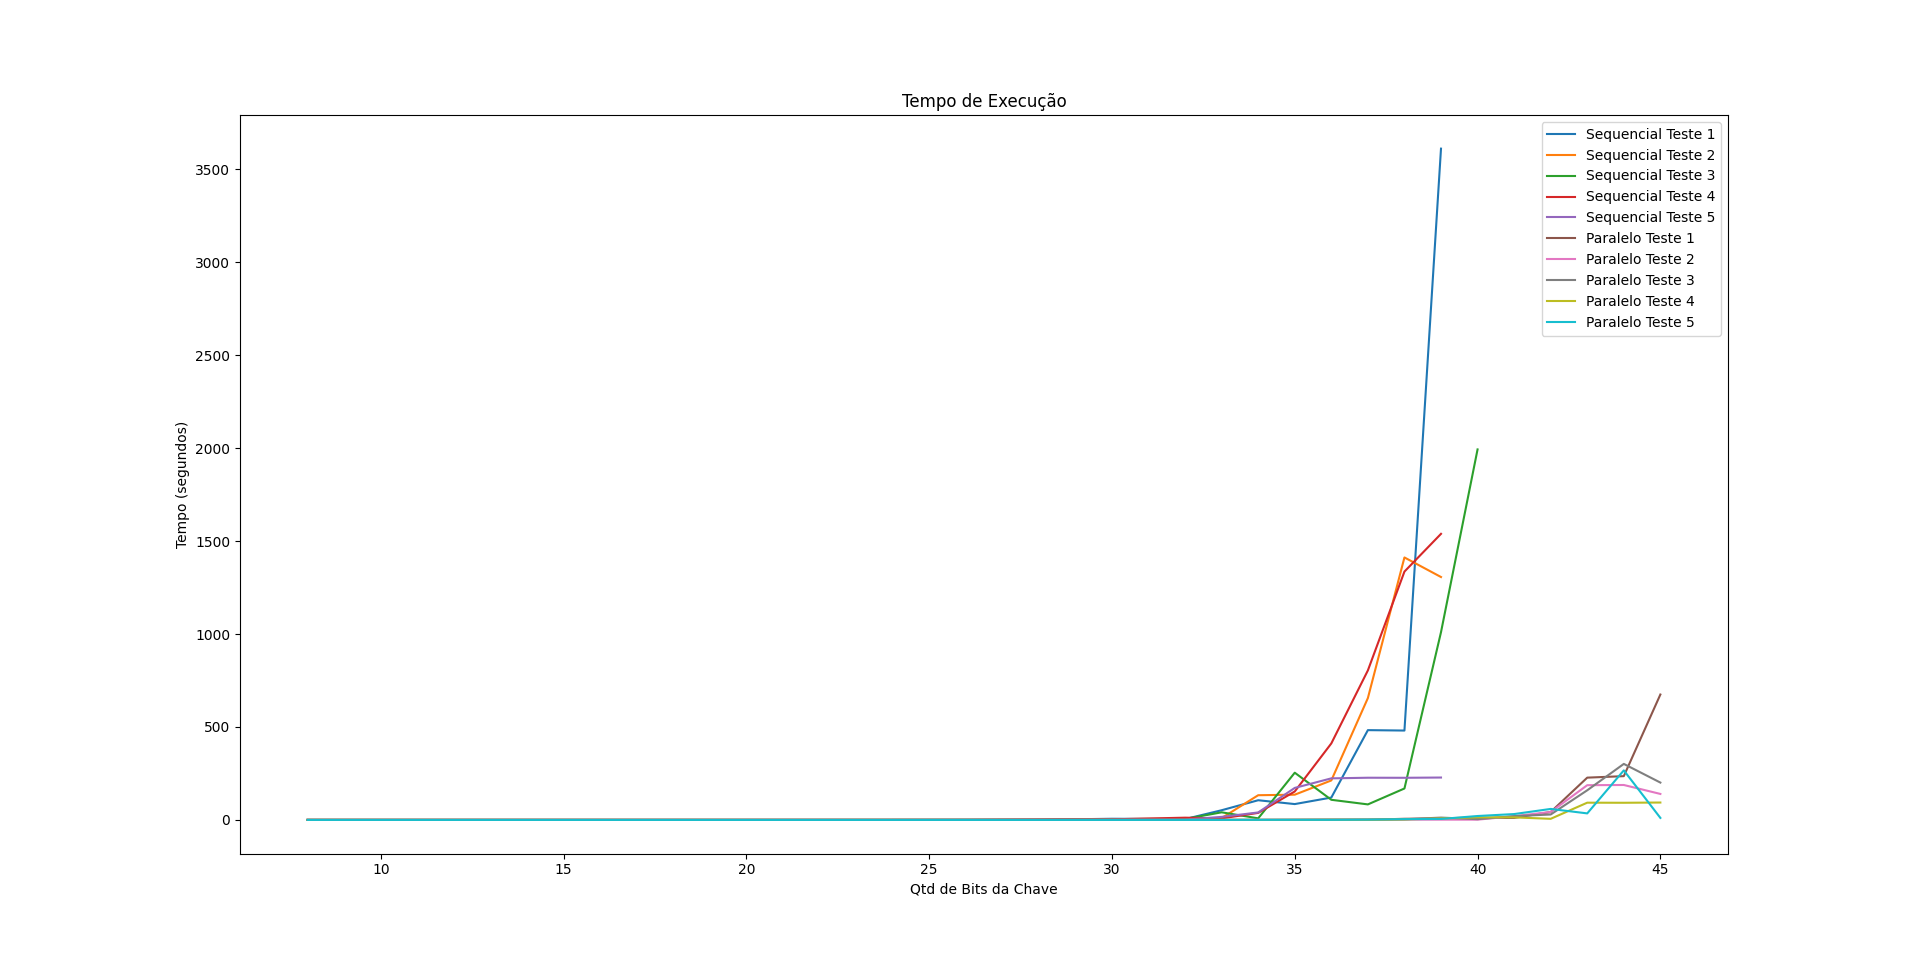 Tempo de Execução
Sequencial Teste 1
Sequencial Teste 2
Sequencial Teste 3
Sequencial Teste 4
Sequencial Teste 5
Paralelo Teste 1
Paralelo Teste 2
Paralelo Teste 3
Paralelo Teste 4
Paralelo Teste 5
Tempo (segundos)
3500
3000
2500
2000
1500
1000
500
0
10
15
20
25
30
35
40
45
Qtd de Bits da Chave